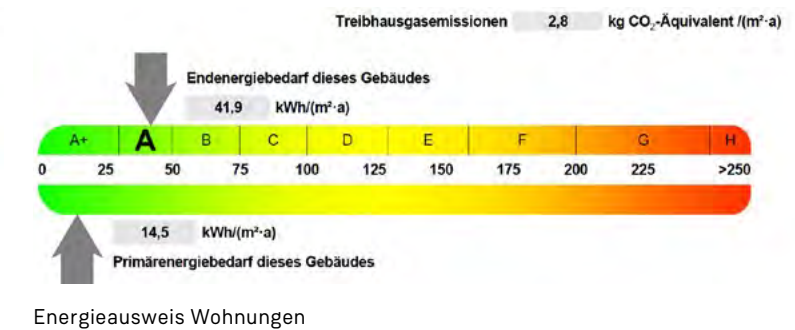 Treibhausgasemissionen 2,8 kg CO₂-Äquivalent /(m²·a)
Endenergiebedarf dieses Gebäudes
41,9 kWh/(m²·a)
A+ A B C D E F G H
0 25 50 75 100 125 150 175 200 225 >250
14,5 kWh/(m²·a)
Primärenergiebedarf dieses Gebäudes
Energieausweis Wohnungen